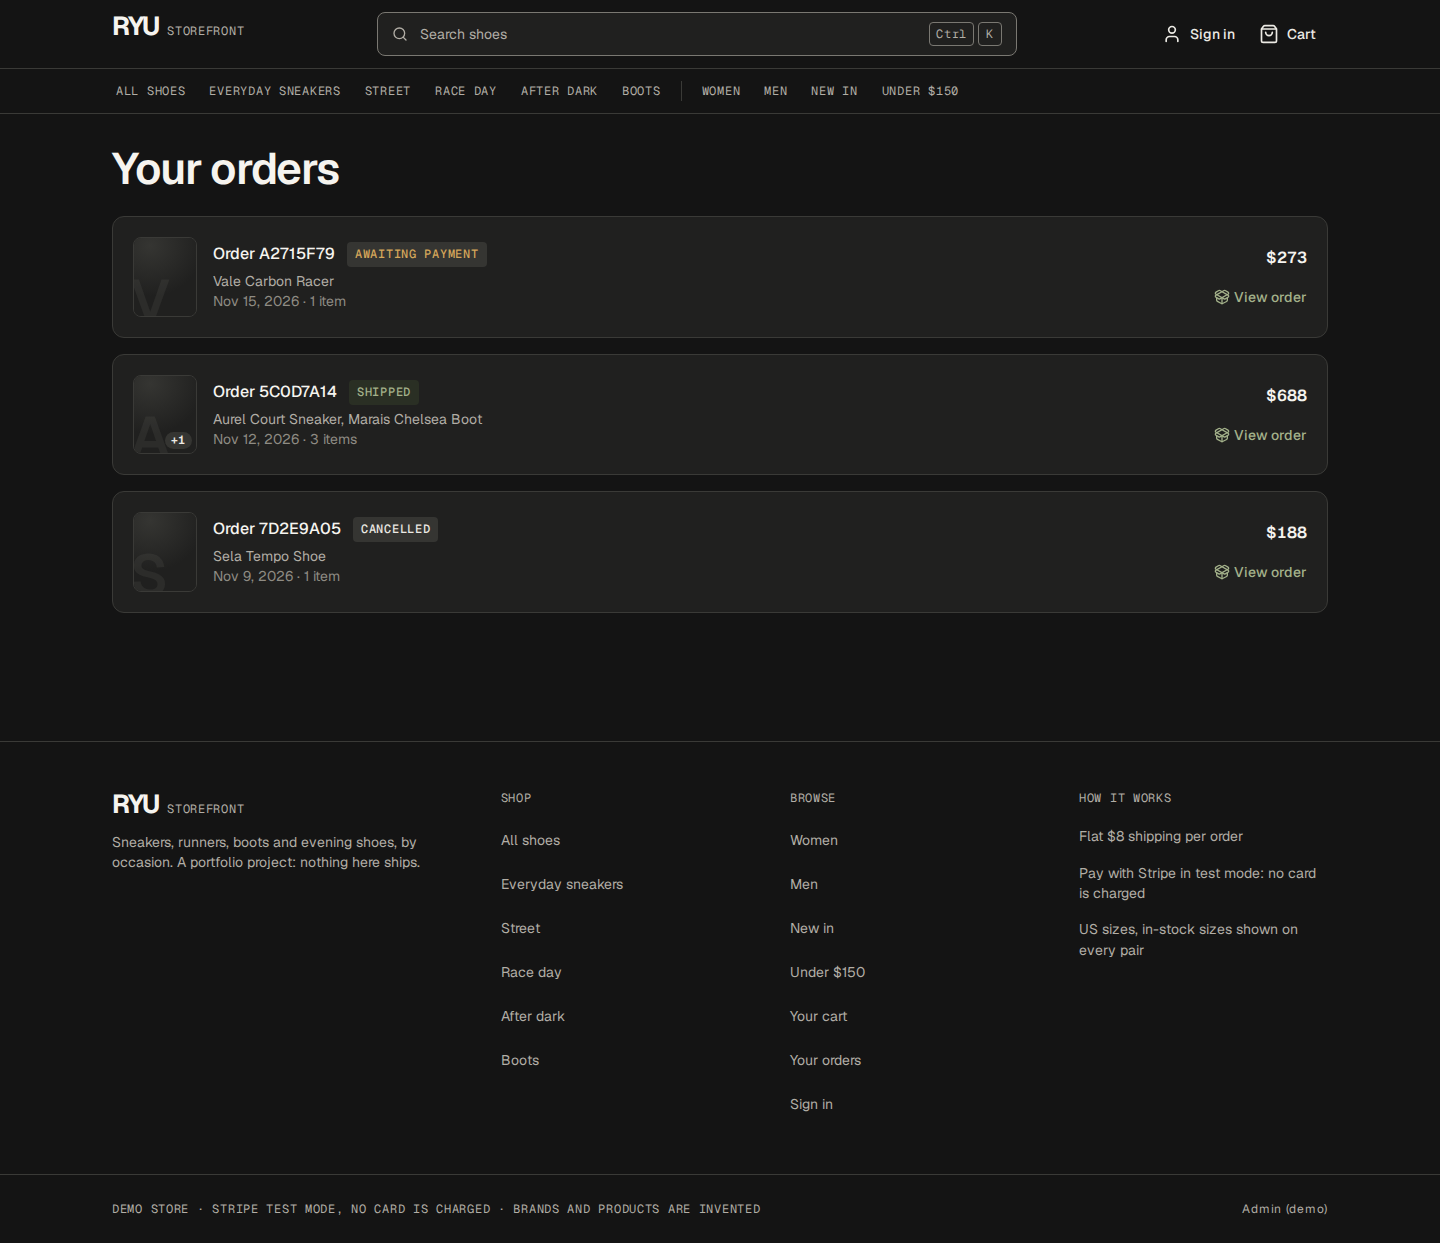 RYU STOREFRONT
Search shoes
Ctrl K
Sign in
Cart
ALL SHOES EVERYDAY SNEAKERS STREET RACE DAY AFTER DARK BOOTS WOMEN MEN NEW IN UNDER $150
Your orders
V
Order A2715F79 AWAITING PAYMENT
Vale Carbon Racer
Nov 15, 2026 · 1 item
$273
View order
A +1
Order 5C0D7A14 SHIPPED
Aurel Court Sneaker, Marais Chelsea Boot
Nov 12, 2026 · 3 items
$688
View order
S
Order 7D2E9A05 CANCELLED
Sela Tempo Shoe
Nov 9, 2026 · 1 item
$188
View order
RYU STOREFRONT
Sneakers, runners, boots and evening shoes, by
occasion. A portfolio project: nothing here ships.
SHOP
All shoes
Everyday sneakers
Street
Race day
After dark
Boots
BROWSE
Women
Men
New in
Under $150
Your cart
Your orders
Sign in
HOW IT WORKS
Flat $8 shipping per order
Pay with Stripe in test mode: no card
is charged
US sizes, in-stock sizes shown on
every pair
DEMO STORE · STRIPE TEST MODE, NO CARD IS CHARGED · BRANDS AND PRODUCTS ARE INVENTED
Admin (demo)